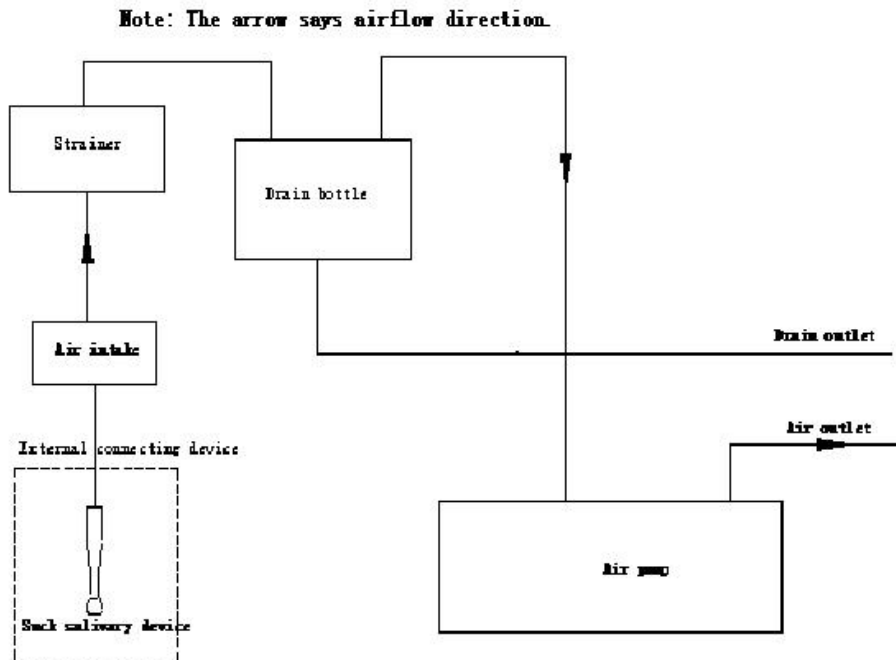 Note: The arrow says airflow direction.
Strainer
Drain bottle
Air intake
Drain outlet
Air outlet
Internal connecting device
Air pump
Suck salivary device